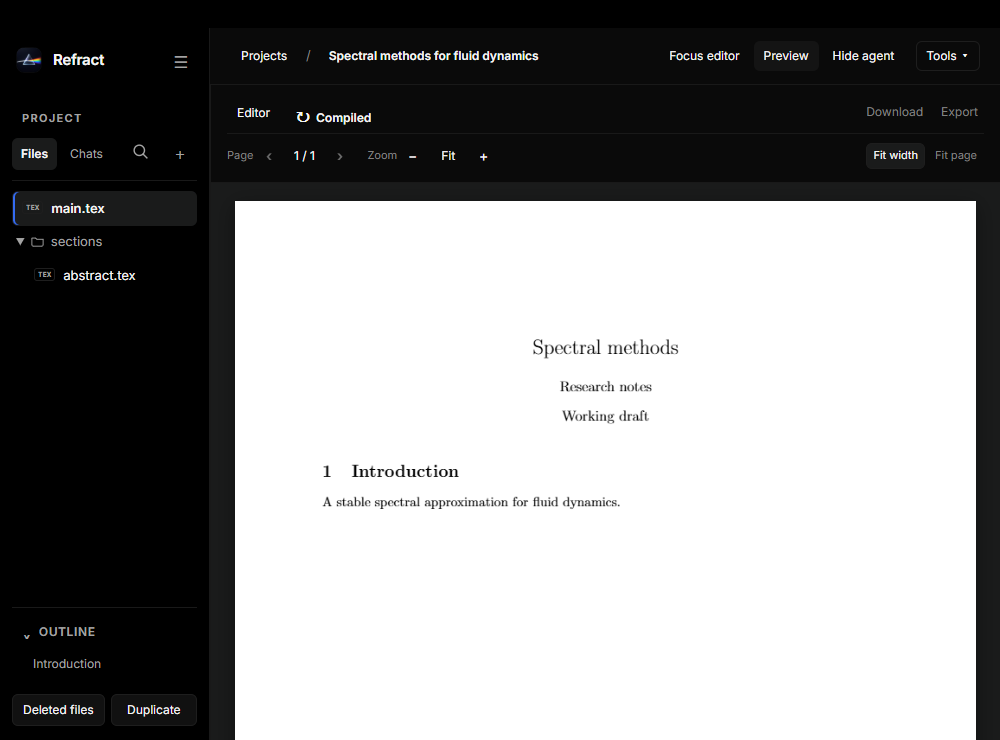 Refract
PROJECT
Files Chats +
TEX main.tex
sections
TEX abstract.tex
OUTLINE
Introduction
Deleted files Duplicate
Projects / Spectral methods for fluid dynamics Focus editor Preview Hide agent Tools
Editor ↻ Compiled Download Export
Page ‹ 1 / 1 › Zoom – Fit + Fit width Fit page
Spectral methods
Research notes
Working draft
1 Introduction
A stable spectral approximation for fluid dynamics.